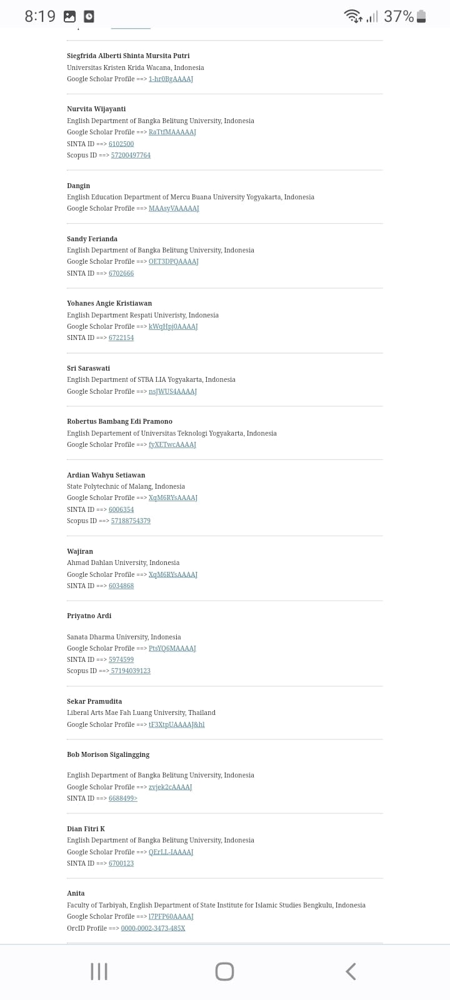 8:19
37%
Siegfrida Alberti Shinta Mursita Putri
Universitas Kristen Krida Wacana, Indonesia
Google Scholar Profile ==> 1-hr0BgAAAAJ
Nurvita Wijayanti
English Department of Bangka Belitung University, Indonesia
Google Scholar Profile ==> RaTtfMAAAAAJ
SINTA ID ==> 6102500
Scopus ID ==> 57200497764
Dangin
English Education Department of Mercu Buana University Yogyakarta, Indonesia
Google Scholar Profile ==> MAAsyVAAAAAJ
Sandy Ferianda
English Department of Bangka Belitung University, Indonesia
Google Scholar Profile ==> OET3DPQAAAAJ
SINTA ID ==> 6702666
Yohanes Angie Kristiawan
English Department Respati Univeristy, Indonesia
Google Scholar Profile ==> kWqHpj0AAAAJ
SINTA ID ==> 6722154
Sri Saraswati
English Department of STBA LIA Yogyakarta, Indonesia
Google Scholar Profile ==> nsJWUS4AAAAJ
Robertus Bambang Edi Pramono
English Departement of Universitas Teknologi Yogyakarta, Indonesia
Google Scholar Profile ==> fyXETwcAAAAJ
Ardian Wahyu Setiawan
State Polytechnic of Malang, Indonesia
Google Scholar Profile ==> XqM6RYsAAAAJ
SINTA ID ==> 6006354
Scopus ID ==> 57188754379
Wajiran
Ahmad Dahlan University, Indonesia
Google Scholar Profile ==> XqM6RYsAAAAJ
SINTA ID ==> 6034868
Priyatno Ardi
Sanata Dharma University, Indonesia
Google Scholar Profile ==> PtsYQ6MAAAAJ
SINTA ID ==> 5974599
Scopus ID ==> 57194039123
Sekar Pramudita
Liberal Arts Mae Fah Luang University, Thailand
Google Scholar Profile ==> tF3XtpUAAAAJ&hl
Bob Morison Sigalingging
English Department of Bangka Belitung University, Indonesia
Google Scholar Profile ==> zvjek2cAAAAJ
SINTA ID ==> 6688499>
Dian Fitri K
English Department of Bangka Belitung University, Indonesia
Google Scholar Profile ==> QErLL-IAAAAJ
SINTA ID ==> 6700123
Anita
Faculty of Tarbiyah, English Department of State Institute for Islamic Studies Bengkulu, Indonesia
Google Scholar Profile ==> l7PFP60AAAAJ
OrcID Profile ==> 0000-0002-3473-485X